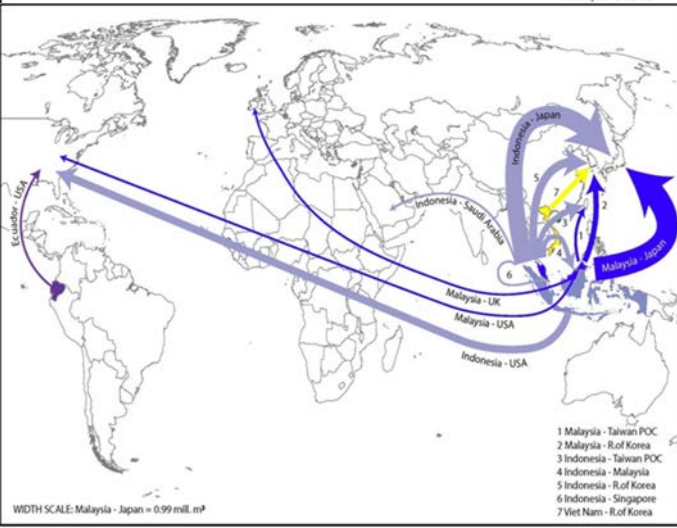 Indonesia - Japan
Ecuador - USA
5
7
Indonesia - Saudi Arabia
2
3
1
4
6
Malaysia - Japan
Malaysia - UK
Malaysia - USA
Indonesia - USA
1 Malaysia - Taiwan POC
2 Malaysia - R.of Korea
3 Indonesia - Taiwan POC
4 Indonesia - Malaysia
5 Indonesia - R.of Korea
6 Indonesia - Singapore
7 Viet Nam - R.of Korea
WIDTH SCALE: Malaysia - Japan = 0.99 mill. m³